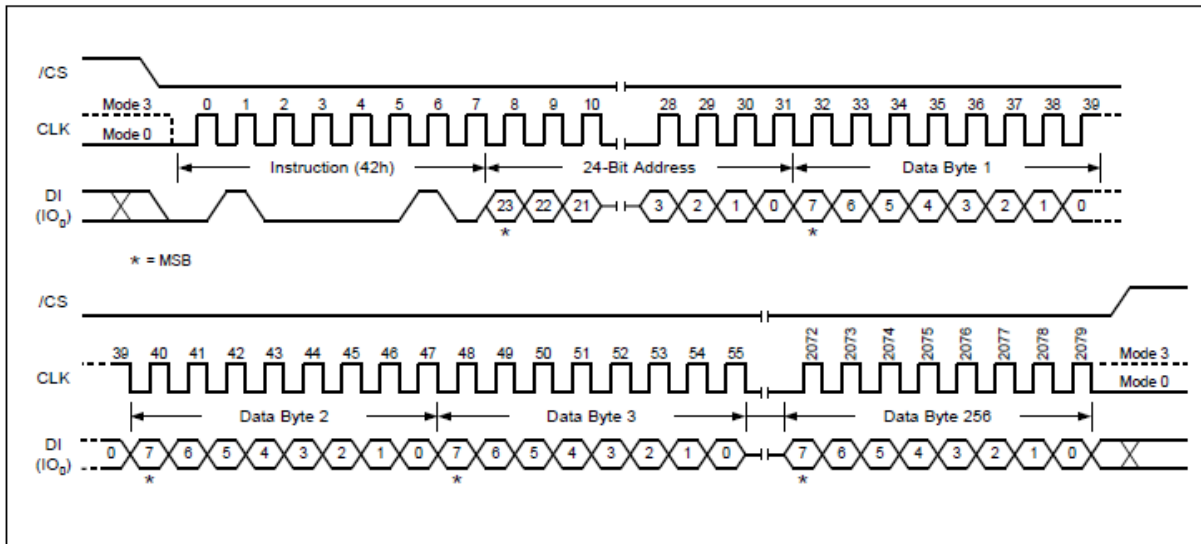 /CS
Mode 3 0 1 2 3 4 5 6 7 8 9 10 28 29 30 31 32 33 34 35 36 37 38 39
CLK Mode 0
Instruction (42h) 24-Bit Address Data Byte 1
DI
(IO₀)
23 22 21 3 2 1 0 7 6 5 4 3 2 1 0
* *
* = MSB
/CS
39 40 41 42 43 44 45 46 47 48 49 50 51 52 53 54 55 2072 2073 2074 2075 2076 2077 2078 2079 Mode 3
CLK Mode 0
Data Byte 2 Data Byte 3 Data Byte 256
DI
(IO₀)
0 7 6 5 4 3 2 1 0 7 6 5 4 3 2 1 0 7 6 5 4 3 2 1 0
* * *